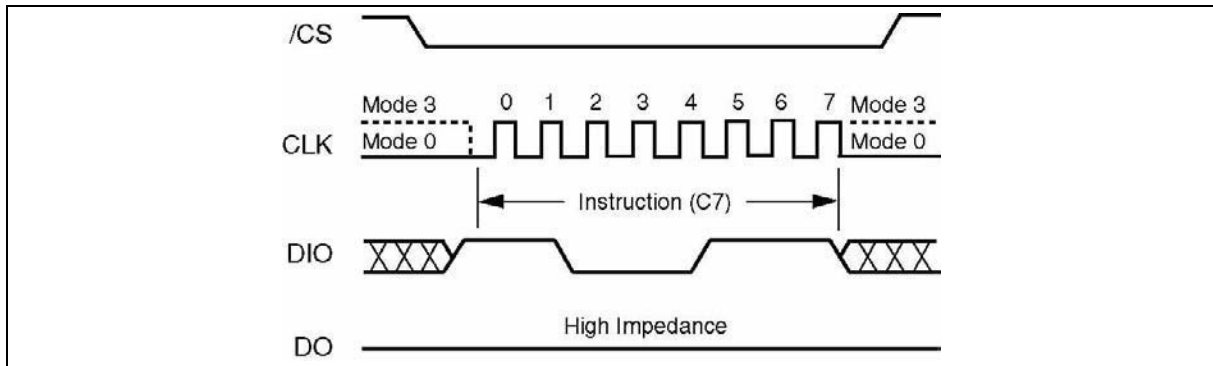 /CS
0 1 2 3 4 5 6 7
Mode 3 Mode 3
CLK Mode 0 Mode 0
Instruction (C7)
DIO
High Impedance
DO